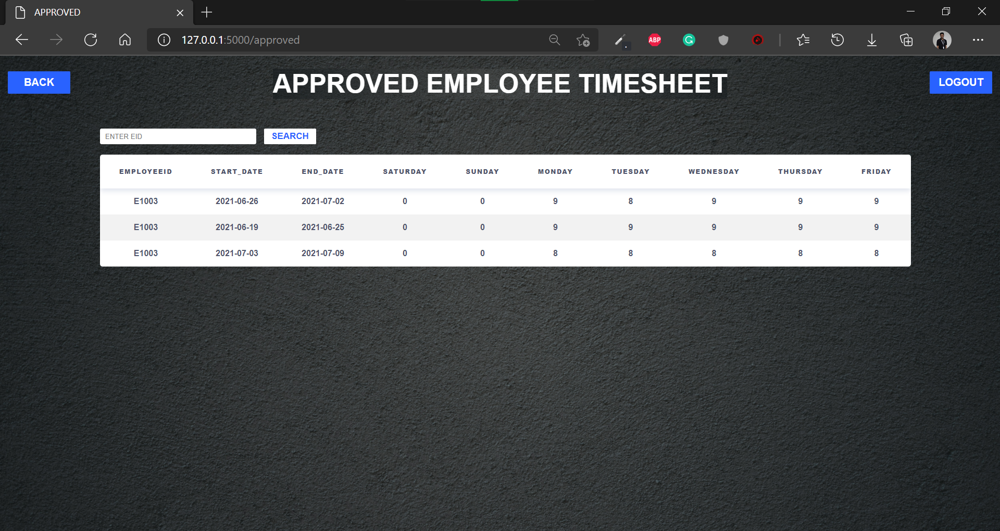 APPROVED
127.0.0.1:5000/approved
ABP
BACK
APPROVED EMPLOYEE TIMESHEET
LOGOUT
ENTER EID
SEARCH
EMPLOYEEID START_DATE END_DATE SATURDAY SUNDAY MONDAY TUESDAY WEDNESDAY THURSDAY FRIDAY
E1003 2021-06-26 2021-07-02 0 0 9 8 9 9 9
E1003 2021-06-19 2021-06-25 0 0 9 9 9 9 9
E1003 2021-07-03 2021-07-09 0 0 8 8 8 8 8